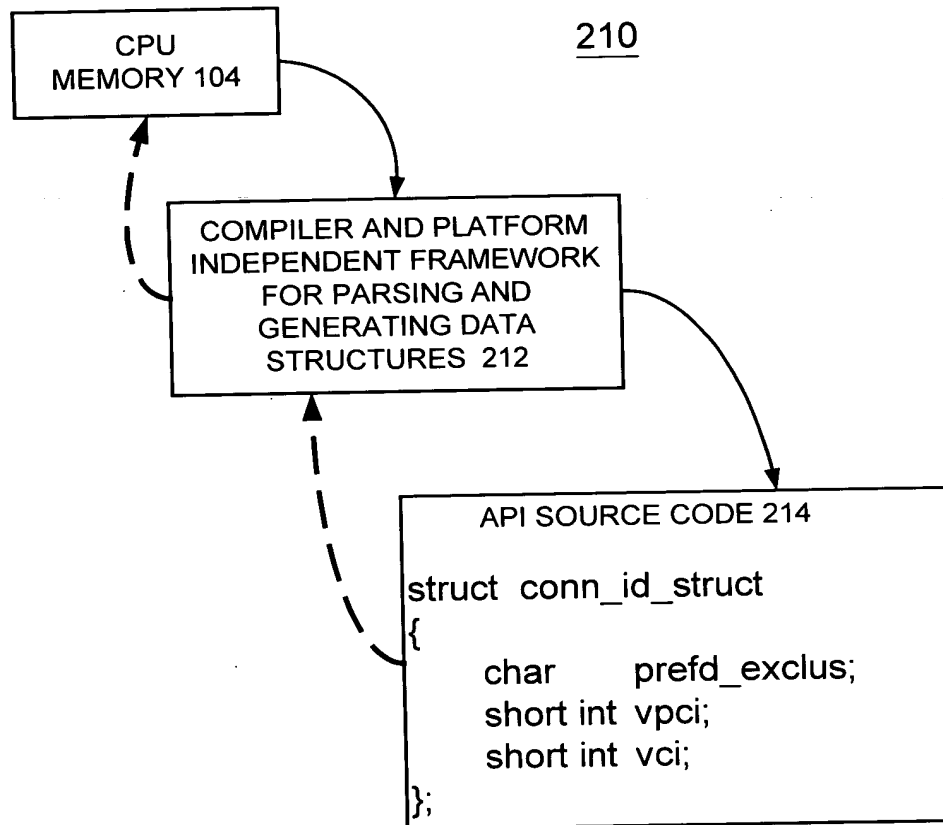 CPU
MEMORY 104
210
COMPILER AND PLATFORM
INDEPENDENT FRAMEWORK
FOR PARSING AND
GENERATING DATA
STRUCTURES 212
API SOURCE CODE 214
struct conn_id_struct
{
char prefd_exclus;
short int vpci;
short int vci;
};